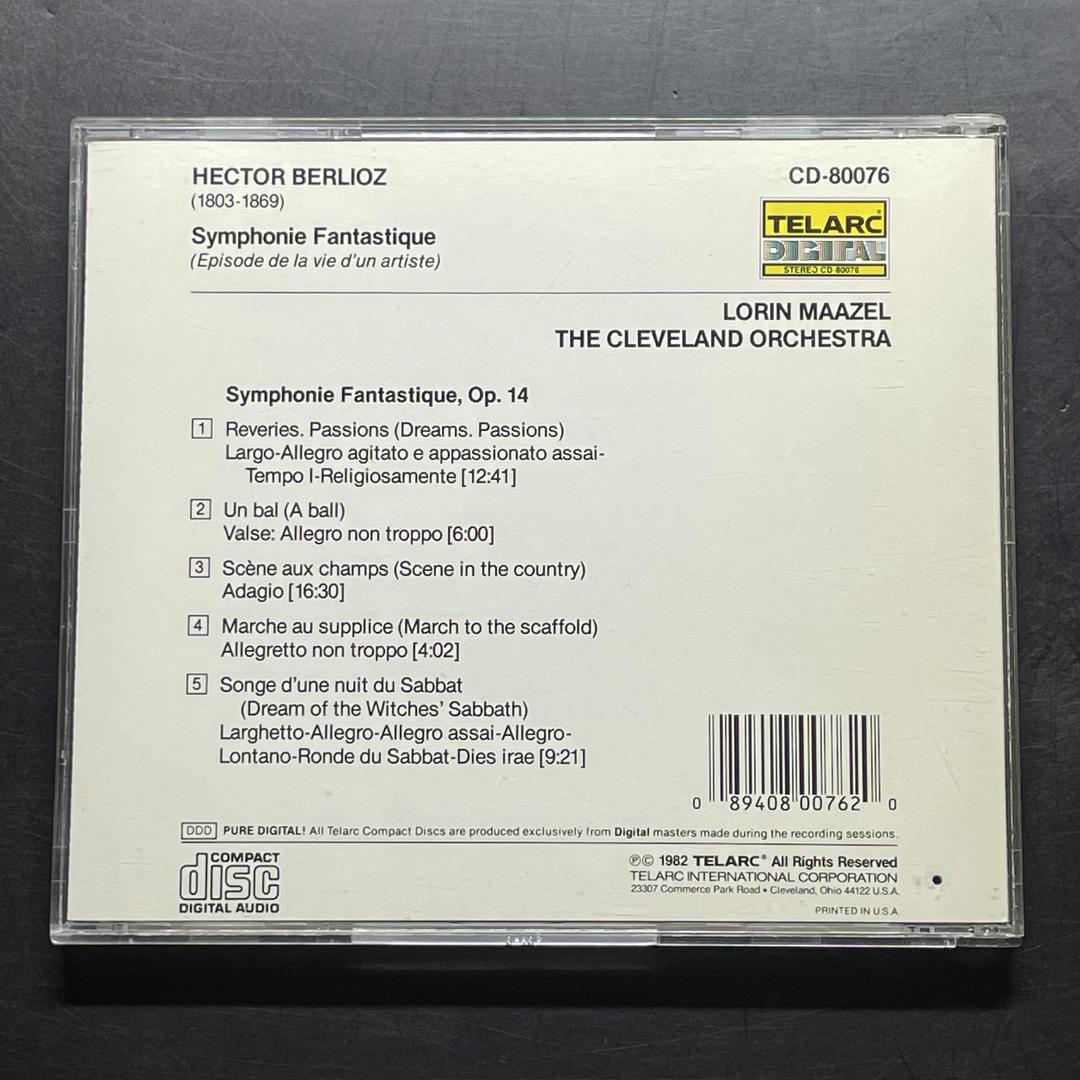 HECTOR BERLIOZ
(1803-1869)
Symphonie Fantastique
(Episode de la vie d'un artiste)
CD-80076
TELARC®
DIGITAL
STEREO CD-80076
LORIN MAAZEL
THE CLEVELAND ORCHESTRA
Symphonie Fantastique, Op. 14
1 Reveries. Passions (Dreams. Passions)
Largo-Allegro agitato e appassionato assai-
Tempo I-Religiosamente [12:41]
2 Un bal (A ball)
Valse: Allegro non troppo [6:00]
3 Scène aux champs (Scene in the country)
Adagio [16:30]
4 Marche au supplice (March to the scaffold)
Allegretto non troppo [4:02]
5 Songe d'une nuit du Sabbat
(Dream of the Witches' Sabbath)
Larghetto-Allegro-Allegro assai-Allegro-
Lontano-Ronde du Sabbat-Dies irae [9:21]
0 89408 00762 0
DDD PURE DIGITAL! All Telarc Compact Discs are produced exclusively from Digital masters made during the recording sessions.
COMPACT
disc
DIGITAL AUDIO
℗© 1982 TELARC® All Rights Reserved
TELARC INTERNATIONAL CORPORATION
23307 Commerce Park Road • Cleveland, Ohio 44122 U.S.A.
PRINTED IN U.S.A.